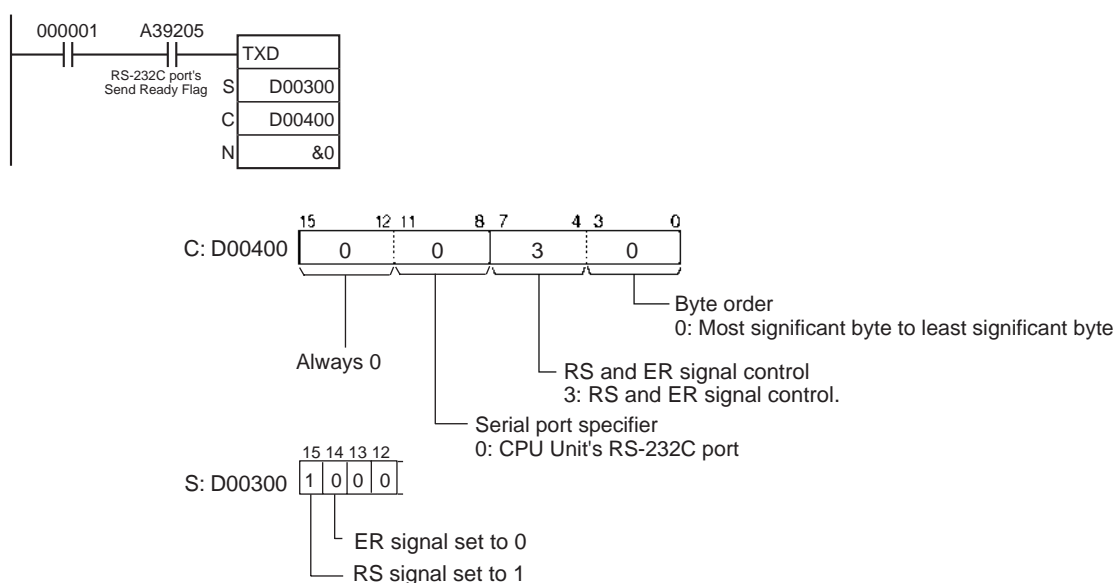 000001 A39205
TXD
RS-232C port's
Send Ready Flag
S D00300
C D00400
N &0
15 12 11 8 7 4 3 0
C: D00400 0 0 3 0
Byte order
0: Most significant byte to least significant byte
Always 0
RS and ER signal control
3: RS and ER signal control.
Serial port specifier
0: CPU Unit's RS-232C port
15 14 13 12
S: D00300 1 0 0 0
ER signal set to 0
RS signal set to 1